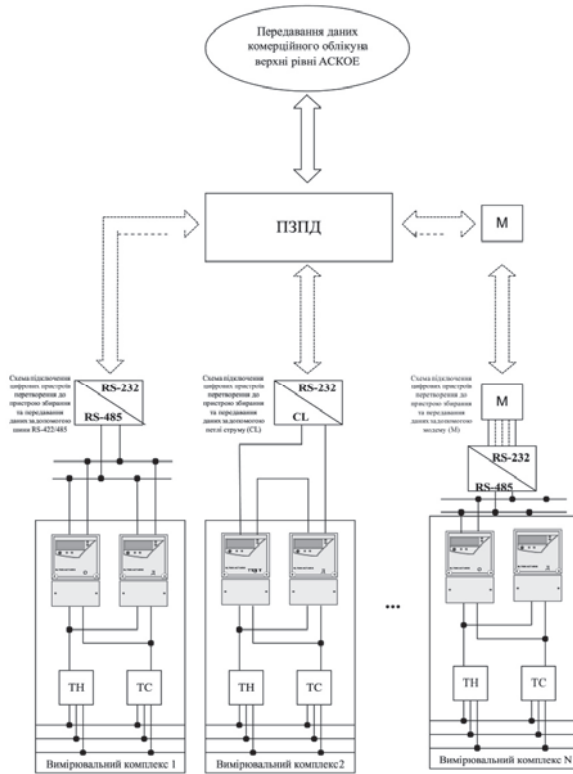 Передавання даних
комерційного облікуна
верхні рівні АСКОЕ
ПЗПД
М
Схема підключення
цифрових пристроїв
перетворення до
пристрою збирання
та передавання
даних за допомогою
шини RS-422/485
RS-232
RS-485
Схема підключення
цифрових пристроїв
перетворення до
пристрою збирання
та передавання
даних за допомогою
петлі струму (CL)
RS-232
CL
Схема підключення
цифрових пристроїв
перетворення до
пристрою збирання
та передавання
даних за допомогою
модему (М)
М
RS-232
RS-485
О
Д
Д
О
Д
...
ТН
ТС
ТН
ТС
ТН
ТС
Вимірювальний комплекс 1
Вимірювальний комплекс2
Вимірювальний комплекс N